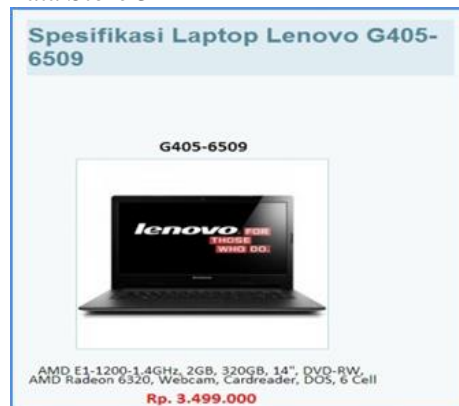 Spesifikasi Laptop Lenovo G405-
6509
G405-6509
lenovo FOR
THOSE
WHO DO.
AMD E1-1200-1.4GHz, 2GB, 320GB, 14", DVD-RW,
AMD Radeon 6320, Webcam, Cardreader, DOS, 6 Cell
Rp. 3.499.000